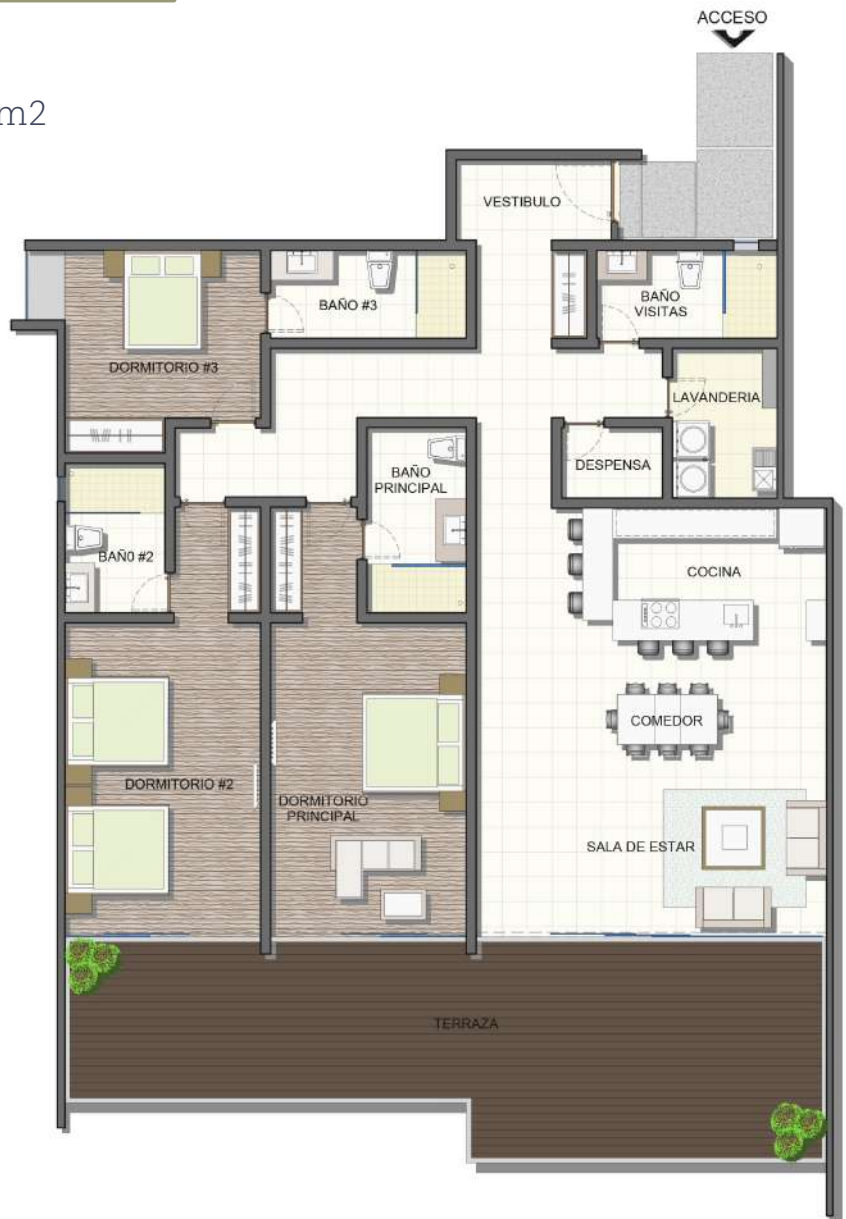 ACCESO
m2
VESTIBULO
BAÑO #3
BAÑO
VISITAS
DORMITORIO #3
LAVANDERIA
BAÑO
PRINCIPAL
DESPENSA
BAÑ0 #2
COCINA
COMEDOR
DORMITORIO #2
DORMITORIO
PRINCIPAL
SALA DE ESTAR
TERRAZA